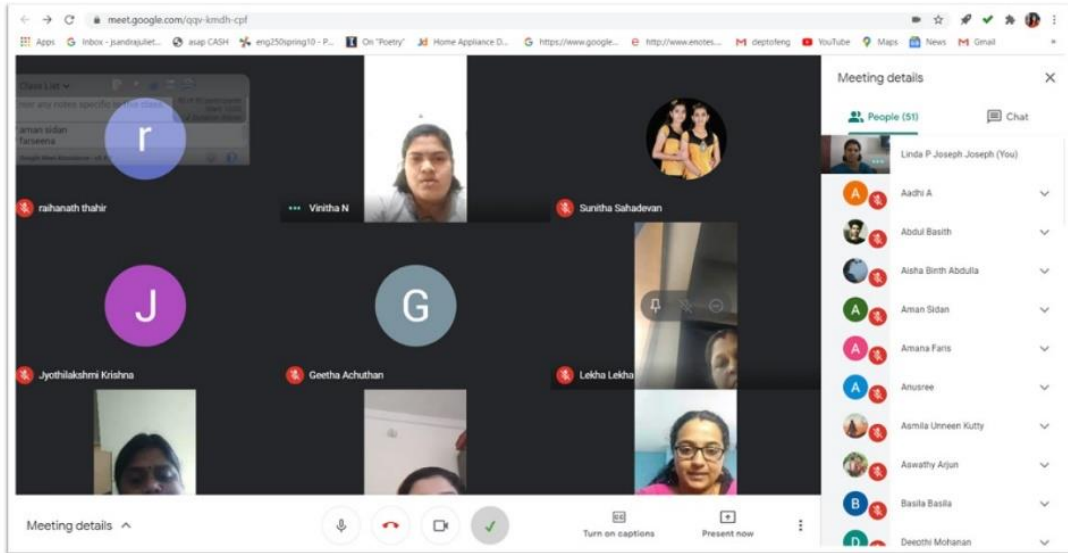 meet.google.com/qqv-kmdh-cpf
Apps Inbox - jsandrajuliet... asap CASH eng250spring10 - P... On "Poetry" Home Appliance D... https://www.google... http://www.enotes.... deptofeng YouTube Maps News Gmail »
Class List
aman sidan
farseena
r
raihanath thahir
Vinitha N
Sunitha Sahadevan
J
Jyothilakshmi Krishna
G
Geetha Achuthan
Lekha Lekha
Meeting details
People (51) Chat
Linda P Joseph Joseph (You)
A Aadhi A
Abdul Basith
Aisha Binth Abdulla
A Aman Sidan
A Amana Faris
A Anusree
Asmila Unneen Kutty
Aswathy Arjun
B Basila Basila
D Deepthi Mohanan
Meeting details
Turn on captions
Present now